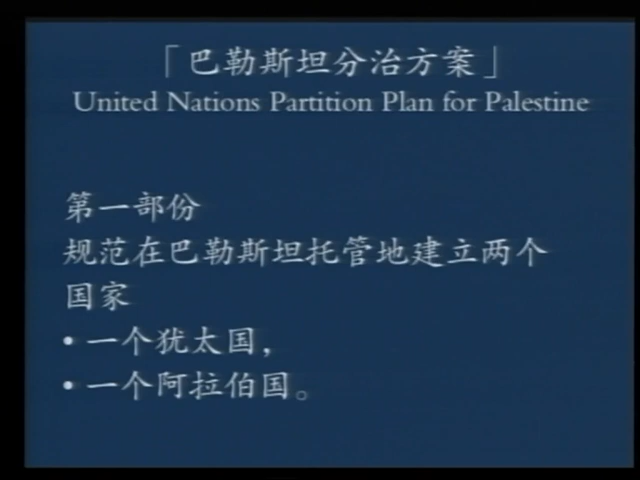 「巴勒斯坦分治方案」
United Nations Partition Plan for Palestine
第一部份
规范在巴勒斯坦托管地建立两个
国家
•一个犹太国，
•一个阿拉伯国。